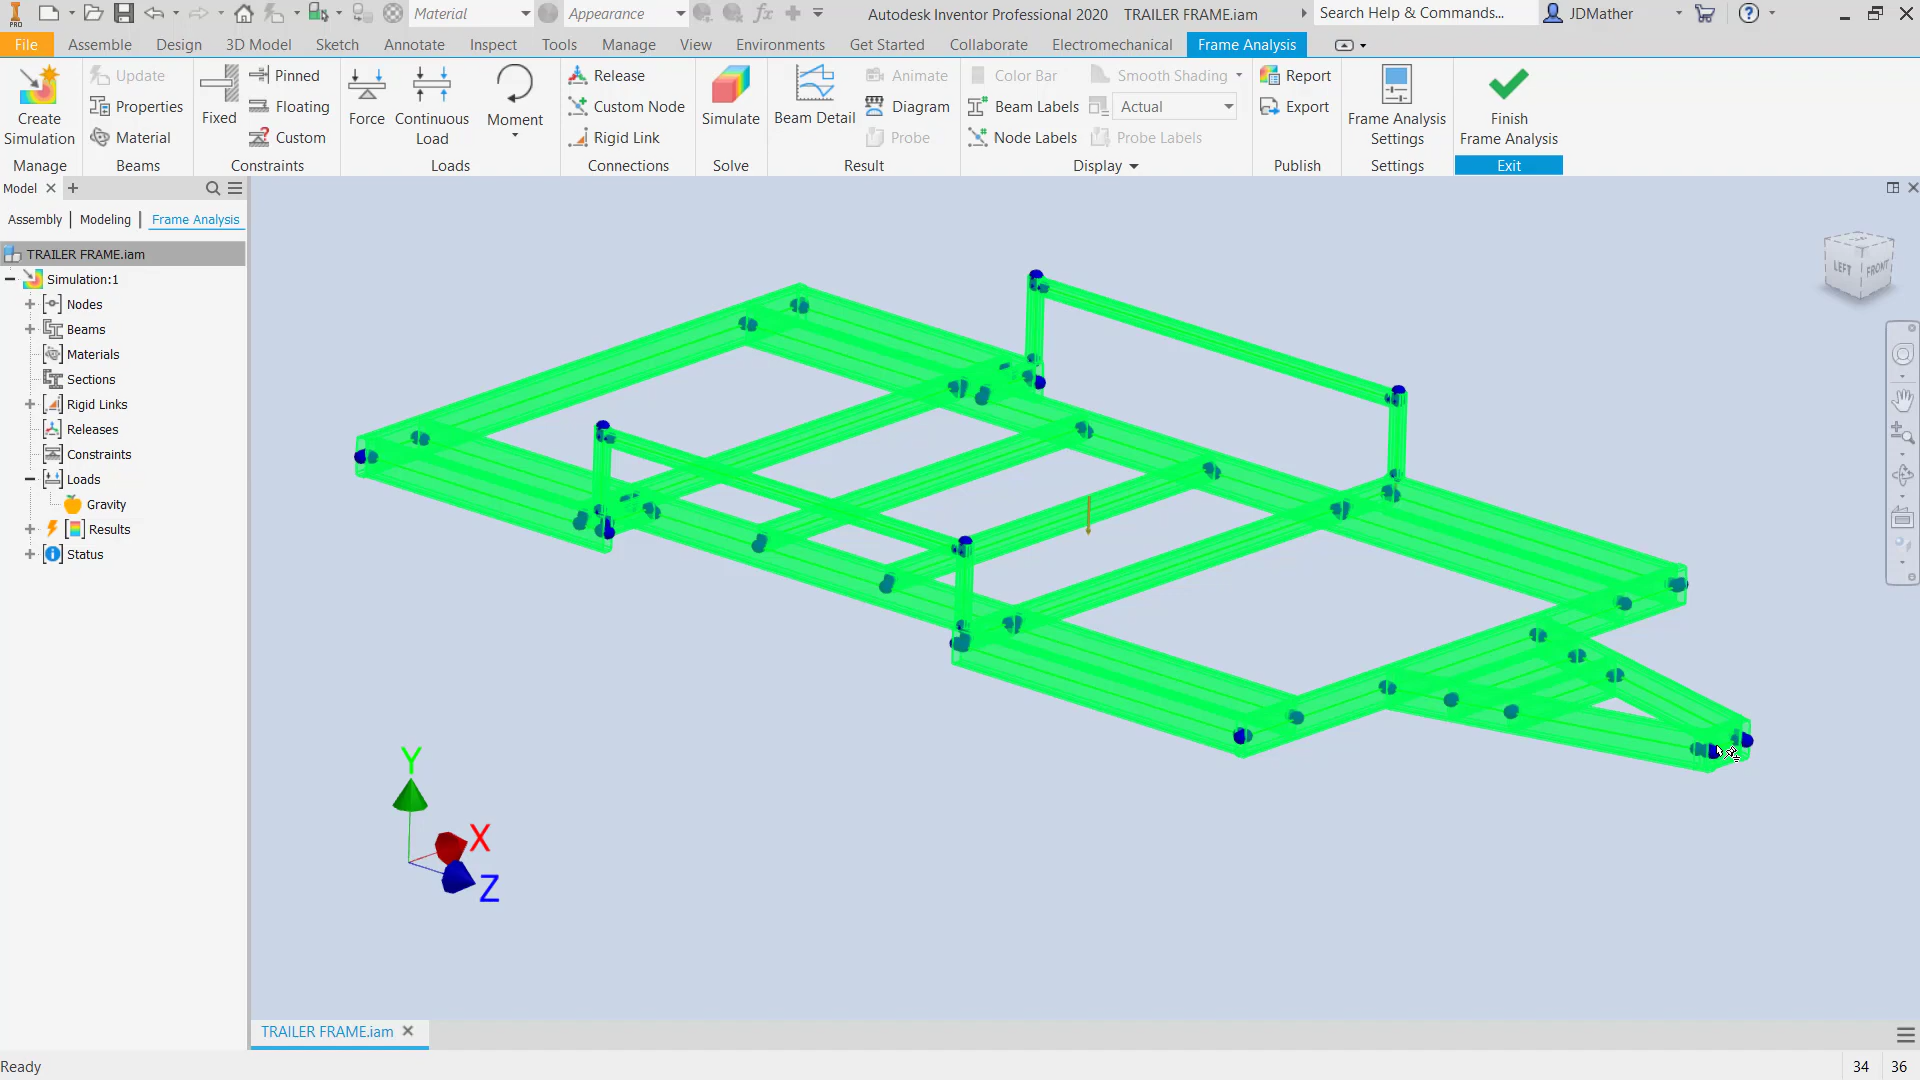 Material
Appearance
fx
Autodesk Inventor Professional 2020 TRAILER FRAME.iam
Search Help & Commands...
JDMather
PRO
File Assembly Design 3D Model Sketch Annotate Inspect Tools Manage View Environments Get Started Collaborate Electromechanical Frame Analysis
Create
Simulation
Update
Properties
Material
Fixed
Pinned
Floating
Custom
Force
Continuous
Load
Moment
Release
Custom Node
Rigid Link
Simulate
Beam Detail
Animate
Diagram
Probe
Color Bar
Beam Labels
Node Labels
Smooth Shading
Actual
Probe Labels
Report
Export
Frame Analysis
Settings
Finish
Frame Analysis
Manage Beams Constraints Loads Connections Solve Result Display Publish Settings Exit
Model
Assembly | Modeling | Frame Analysis
TRAILER FRAME.iam
Simulation:1
Nodes
Beams
Materials
Sections
Rigid Links
Releases
Constraints
Loads
Gravity
Results
Status
LEFT
FRONT
Y
X
Z
TRAILER FRAME.iam
Ready
34 36